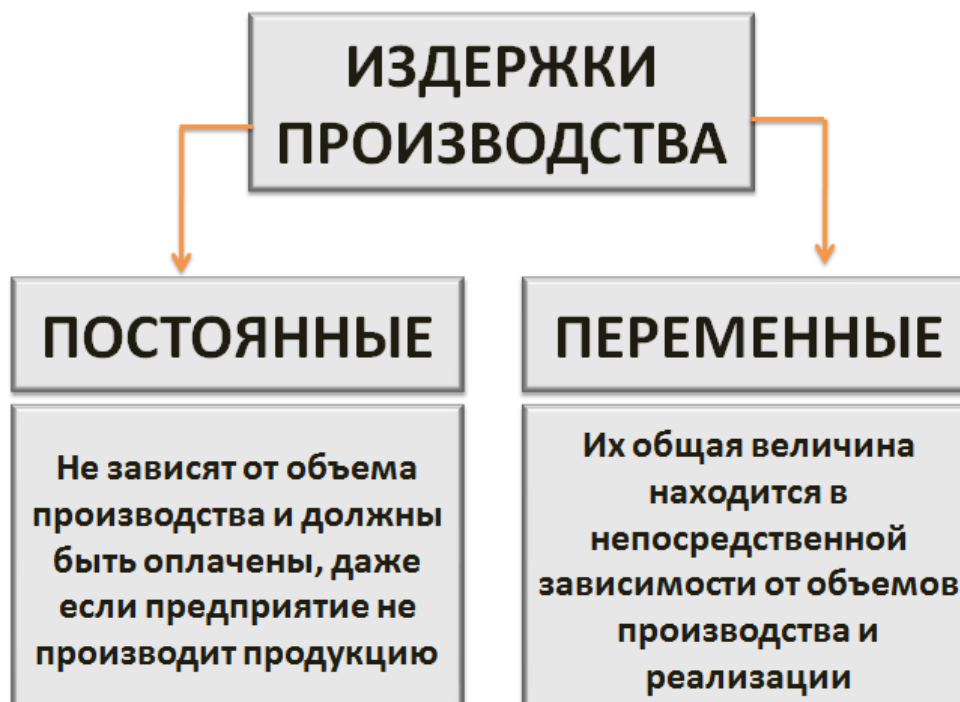 ИЗДЕРЖКИ
ПРОИЗВОДСТВА
ПОСТОЯННЫЕ
Не зависят от объема
производства и должны
быть оплачены, даже
если предприятие не
производит продукцию
ПЕРЕМЕННЫЕ
Их общая величина
находится в
непосредственной
зависимости от объемов
производства и
реализации